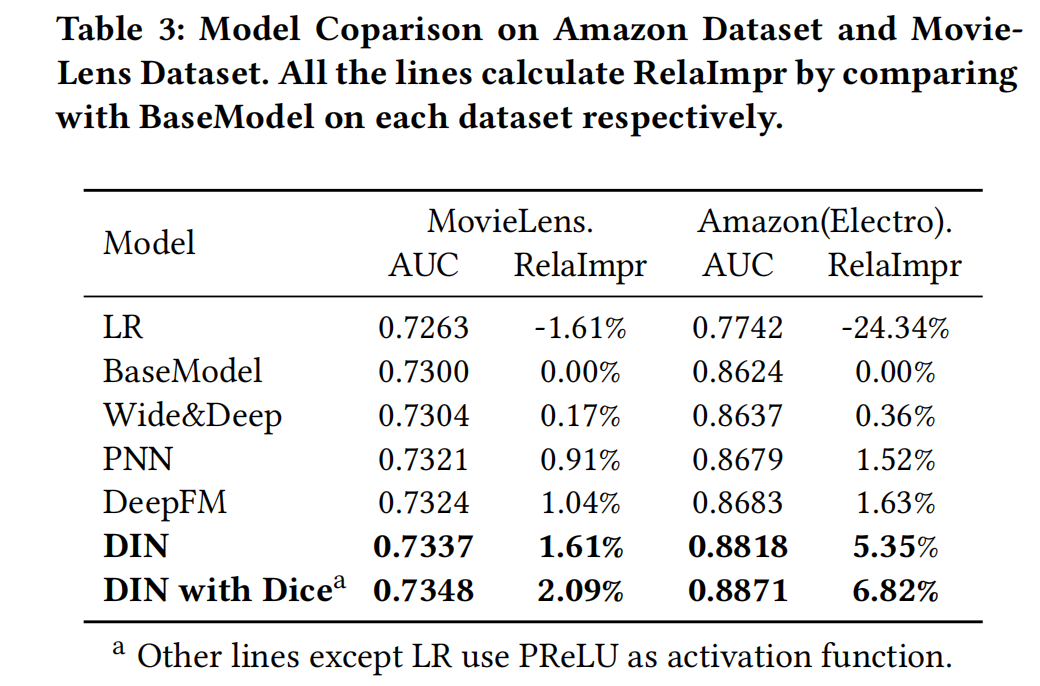 Table 3: Model Coparison on Amazon Dataset and Movie-
Lens Dataset. All the lines calculate RelaImpr by comparing
with BaseModel on each dataset respectively.
Model MovieLens. Amazon(Electro).
AUC RelaImpr AUC RelaImpr
LR 0.7263 -1.61% 0.7742 -24.34%
BaseModel 0.7300 0.00% 0.8624 0.00%
Wide&Deep 0.7304 0.17% 0.8637 0.36%
PNN 0.7321 0.91% 0.8679 1.52%
DeepFM 0.7324 1.04% 0.8683 1.63%
DIN 0.7337 1.61% 0.8818 5.35%
DIN with Dice^a 0.7348 2.09% 0.8871 6.82%
a Other lines except LR use PReLU as activation function.